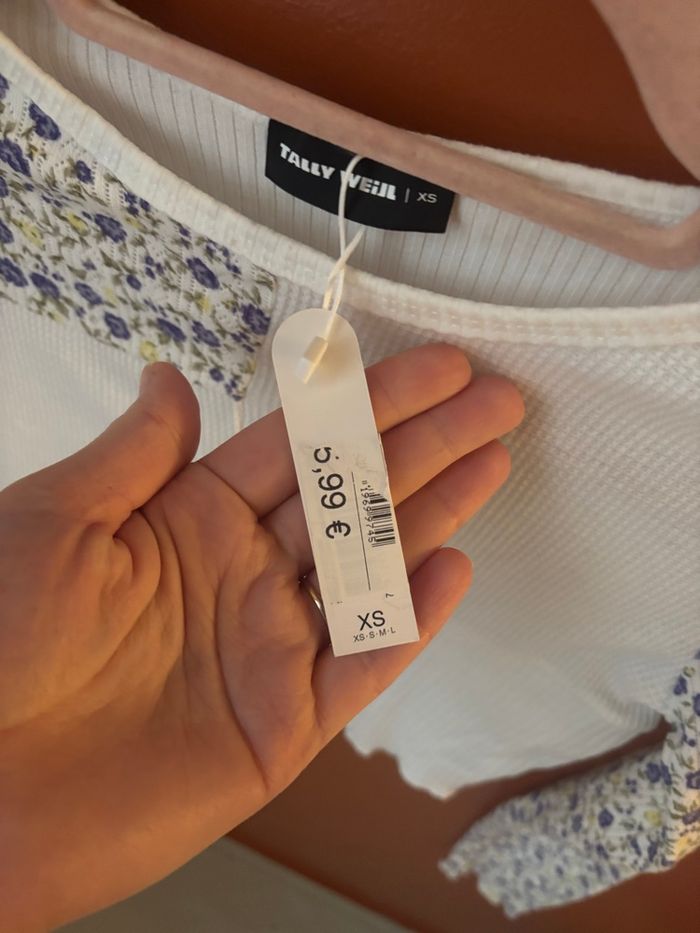 TALLY WEiJL | XS
5,99 €
XS
XS·S·M·L